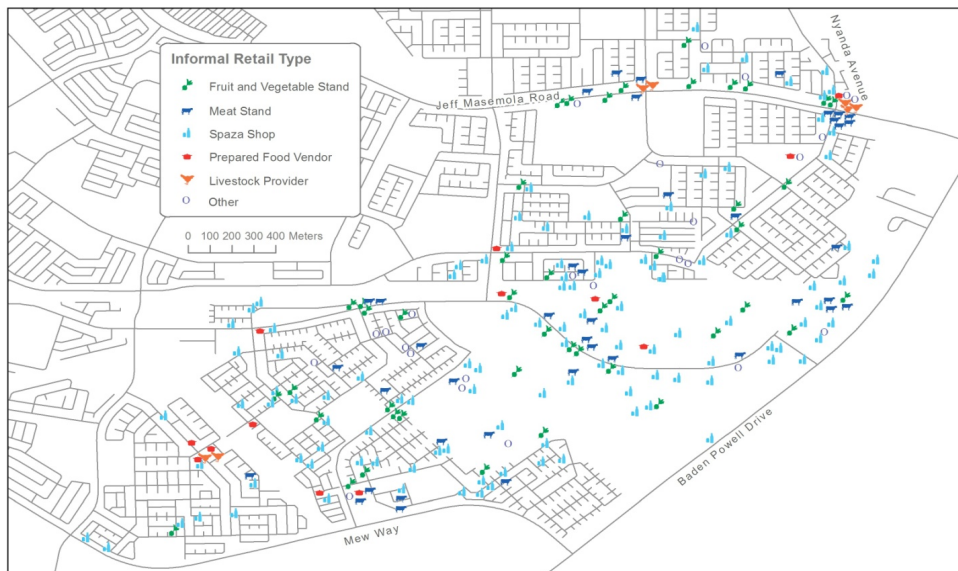 Nyanda Avenue
Informal Retail Type
Fruit and Vegetable Stand
Meat Stand
Spaza Shop
Prepared Food Vendor
Livestock Provider
Other
Jeff Masemola Road
0 100 200 300 400 Meters
Baden Powell Drive
Mew Way